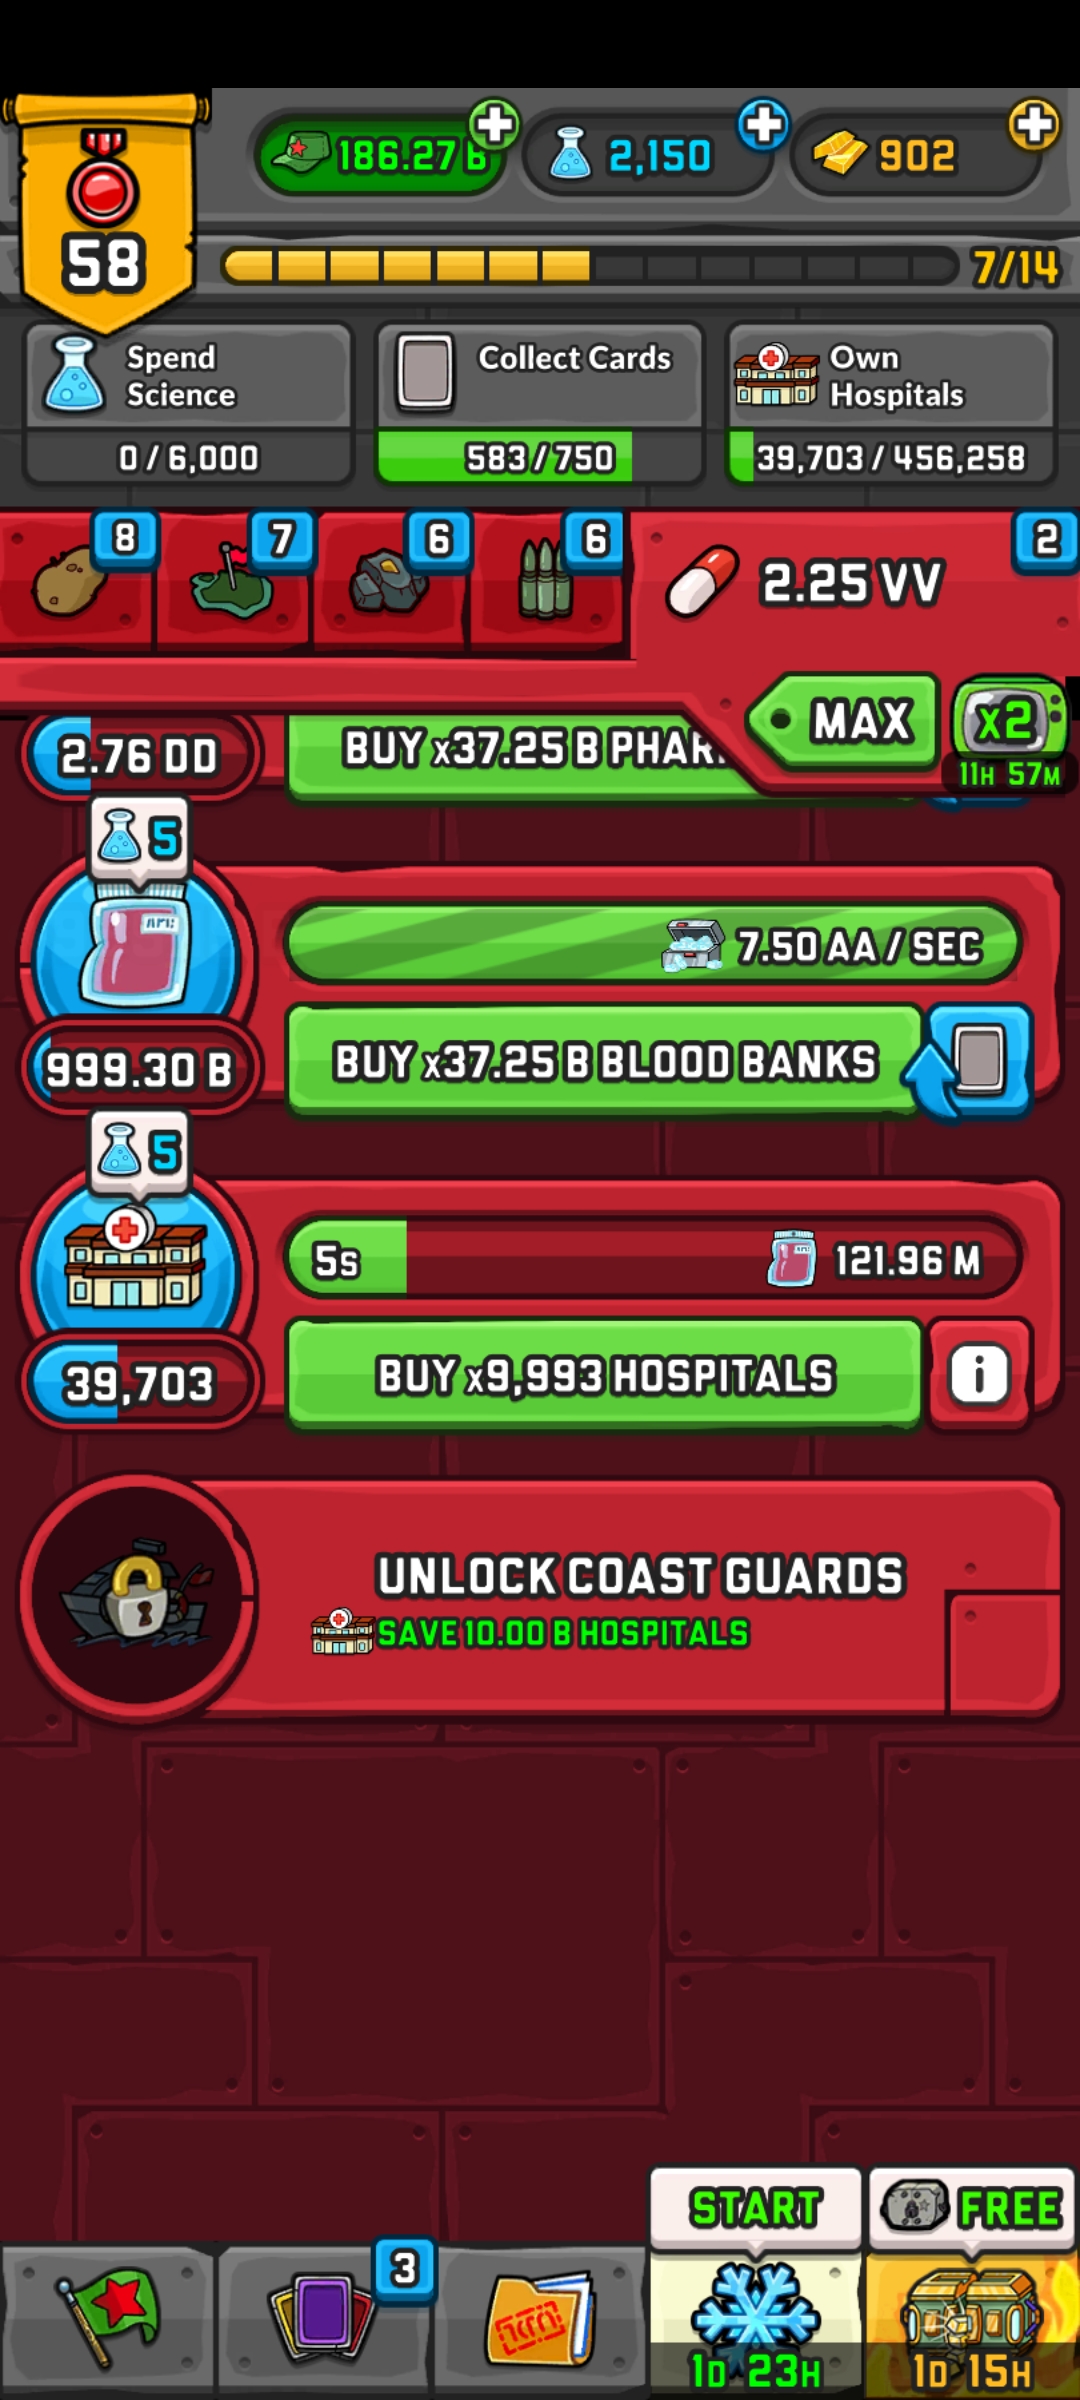 58
186.27 B
2,150
902
7/14
Spend
Science
0 / 6,000
Collect Cards
583 / 750
Own
Hospitals
39,703 / 456,258
8
7
6
6
2
2.25 VV
MAX
x2
11H 57M
2.76 DD
BUY x37.25 B PHAR
5
7.50 AA / SEC
999.30 B
BUY x37.25 B BLOOD BANKS
5
5s
121.96 M
39,703
BUY x9,993 HOSPITALS
i
UNLOCK COAST GUARDS
SAVE 10.00 B HOSPITALS
START
FREE
3
1D 23H
1D 15H